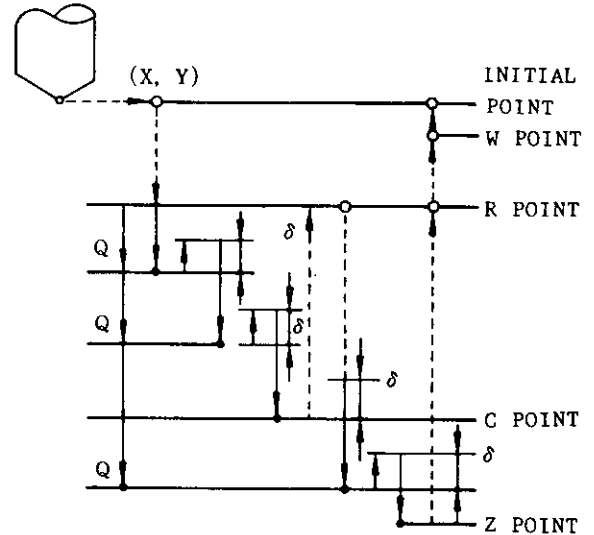 (X, Y)
INITIAL
POINT
W POINT
R POINT
δ
Q
Q
δ
δ
C POINT
Q
δ
Z POINT